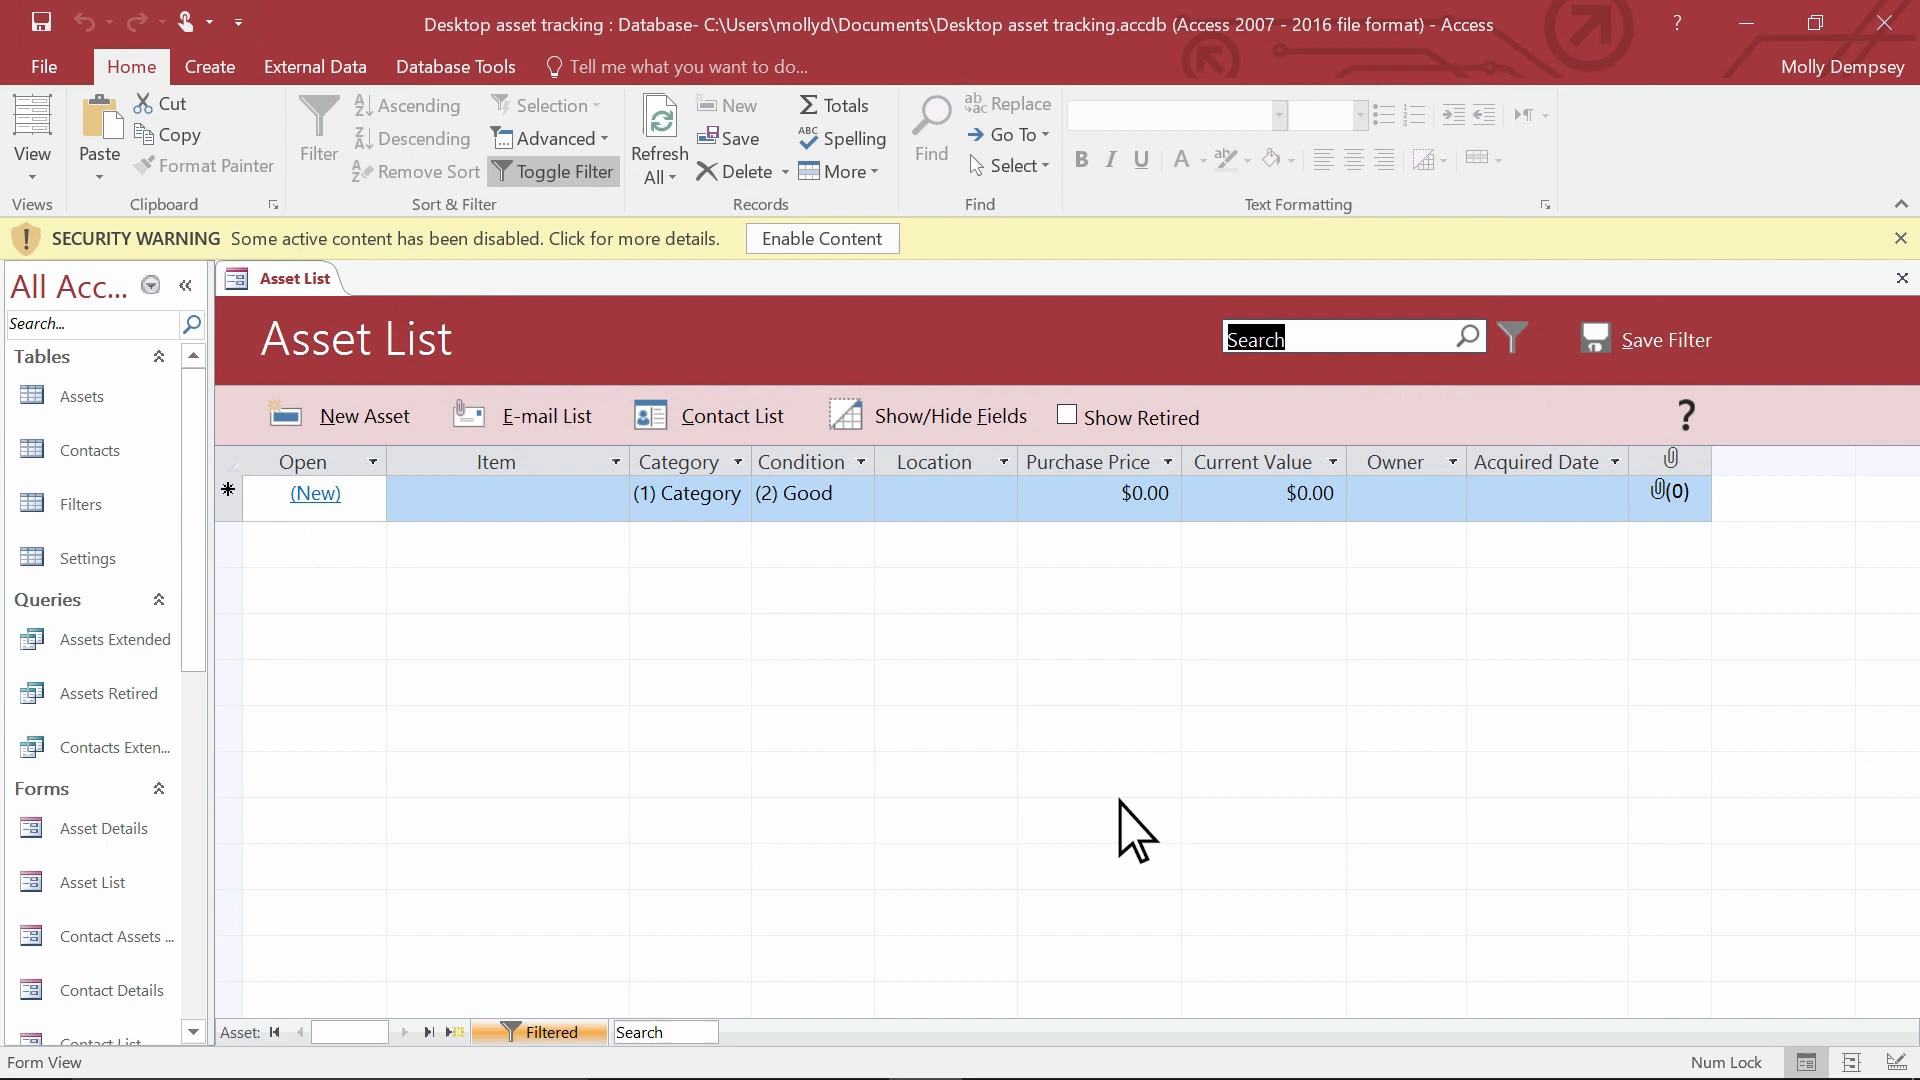 Desktop asset tracking : Database- C:\Users\mollyd\Documents\Desktop asset tracking.accdb (Access 2007 - 2016 file format) - Access
?
File
Home
Create
External Data
Database Tools
Tell me what you want to do...
Molly Dempsey
View
Views
Paste
Cut
Copy
Format Painter
Clipboard
Filter
Ascending
Descending
Remove Sort
Selection
Advanced
Toggle Filter
Sort & Filter
Refresh
All
New
Save
Delete
Totals
Spelling
More
Records
Find
Replace
Go To
Select
Find
B I U A
Text Formatting
SECURITY WARNING Some active content has been disabled. Click for more details.
Enable Content
All Acc...
Search...
Tables
Assets
Contacts
Filters
Settings
Queries
Assets Extended
Assets Retired
Contacts Exten...
Forms
Asset Details
Asset List
Contact Assets ...
Contact Details
Contact List
Asset List
Asset List
Search
Save Filter
New Asset
E-mail List
Contact List
Show/Hide Fields
Show Retired
?
Open Item Category Condition Location Purchase Price Current Value Owner Acquired Date
(New) (1) Category (2) Good $0.00 $0.00 (0)
Asset:
Filtered
Search
Form View
Num Lock